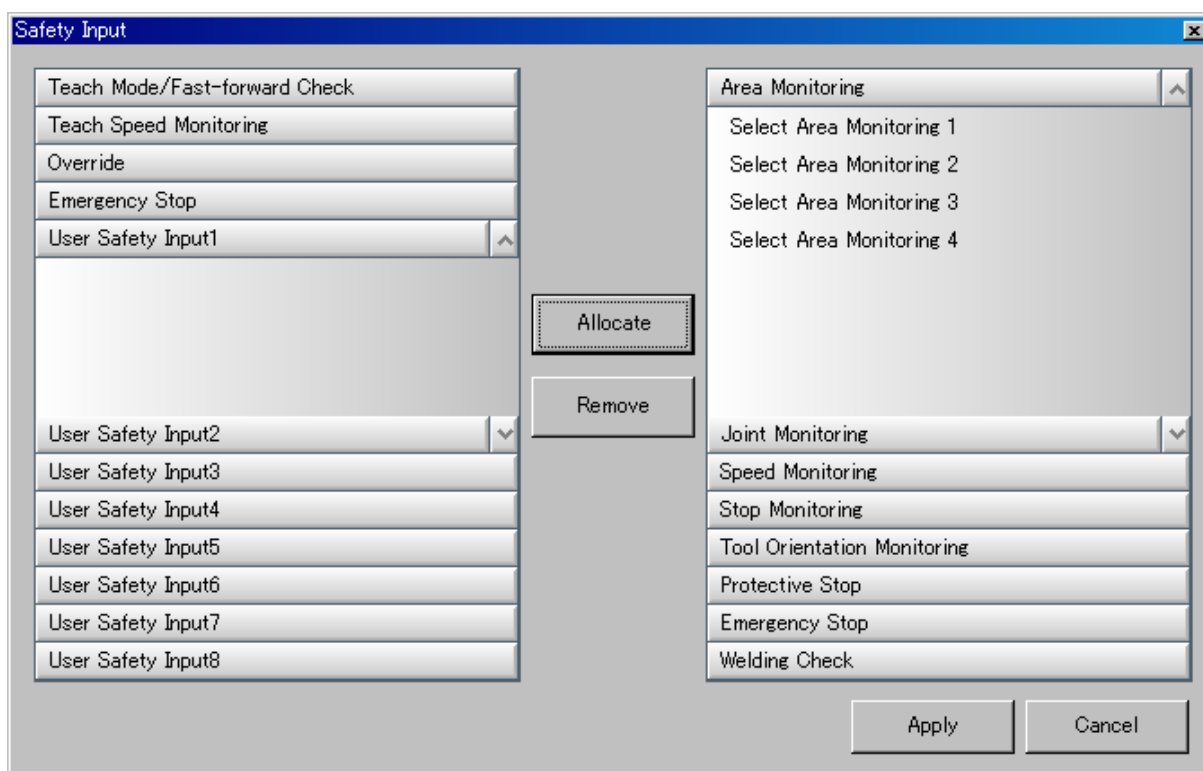 Safety Input
Teach Mode/Fast-forward Check
Teach Speed Monitoring
Override
Emergency Stop
User Safety Input1
User Safety Input2
User Safety Input3
User Safety Input4
User Safety Input5
User Safety Input6
User Safety Input7
User Safety Input8
Allocate
Remove
Area Monitoring
Select Area Monitoring 1
Select Area Monitoring 2
Select Area Monitoring 3
Select Area Monitoring 4
Joint Monitoring
Speed Monitoring
Stop Monitoring
Tool Orientation Monitoring
Protective Stop
Emergency Stop
Welding Check
Apply
Cancel